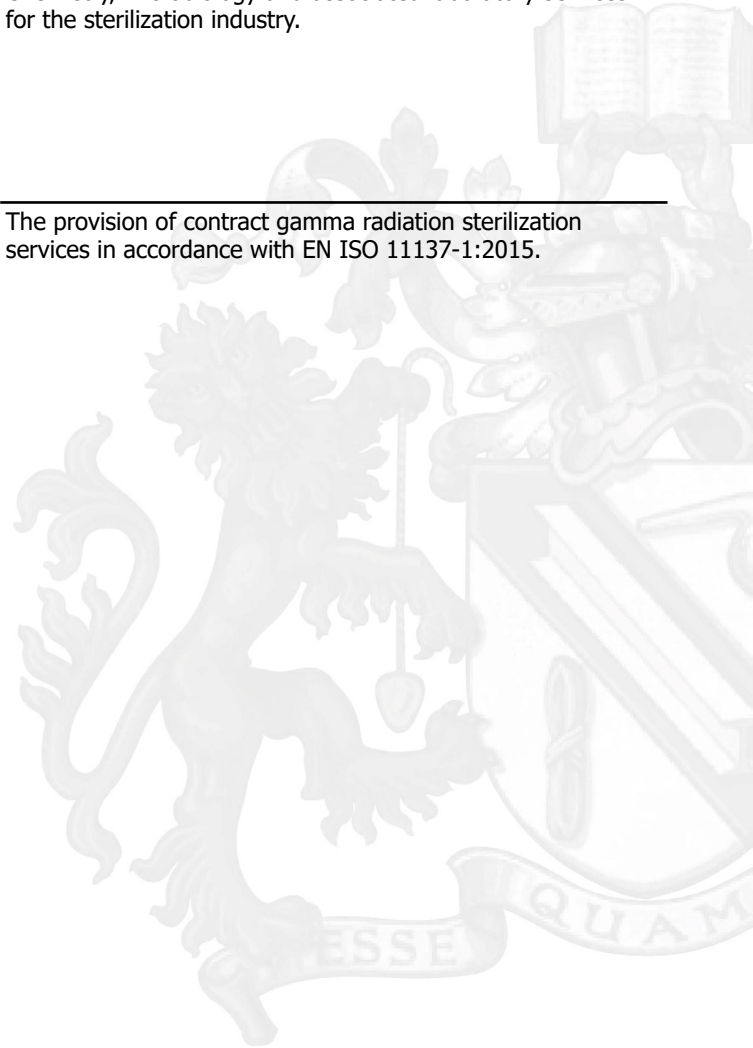 for the sterilization industry.
The provision of contract gamma radiation sterilization
services in accordance with EN ISO 11137-1:2015.
ESSE
QUAM